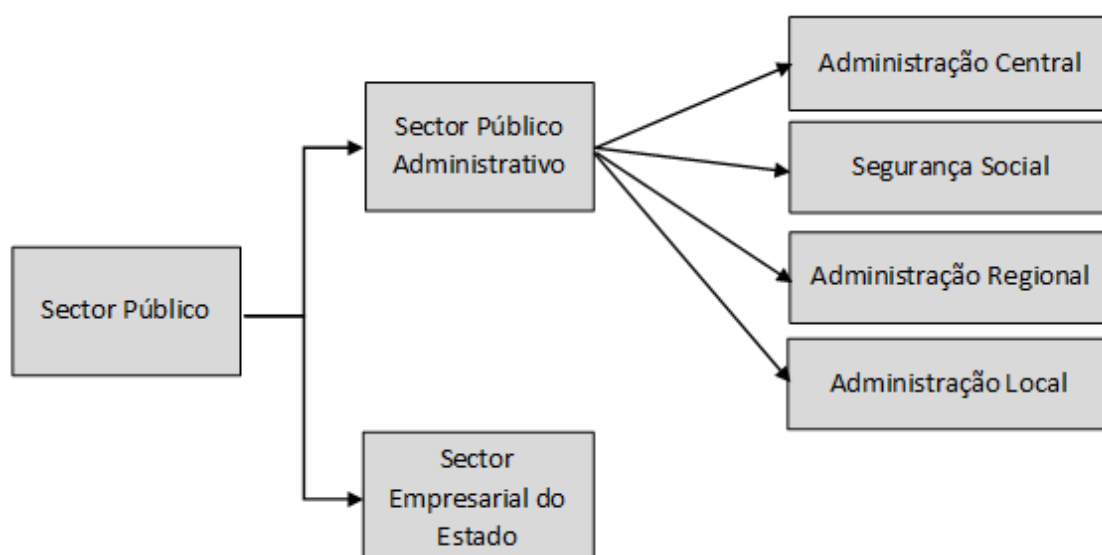 Sector Público
Sector Público
Administrativo
Sector
Empresarial do
Estado
Administração Central
Segurança Social
Administração Regional
Administração Local